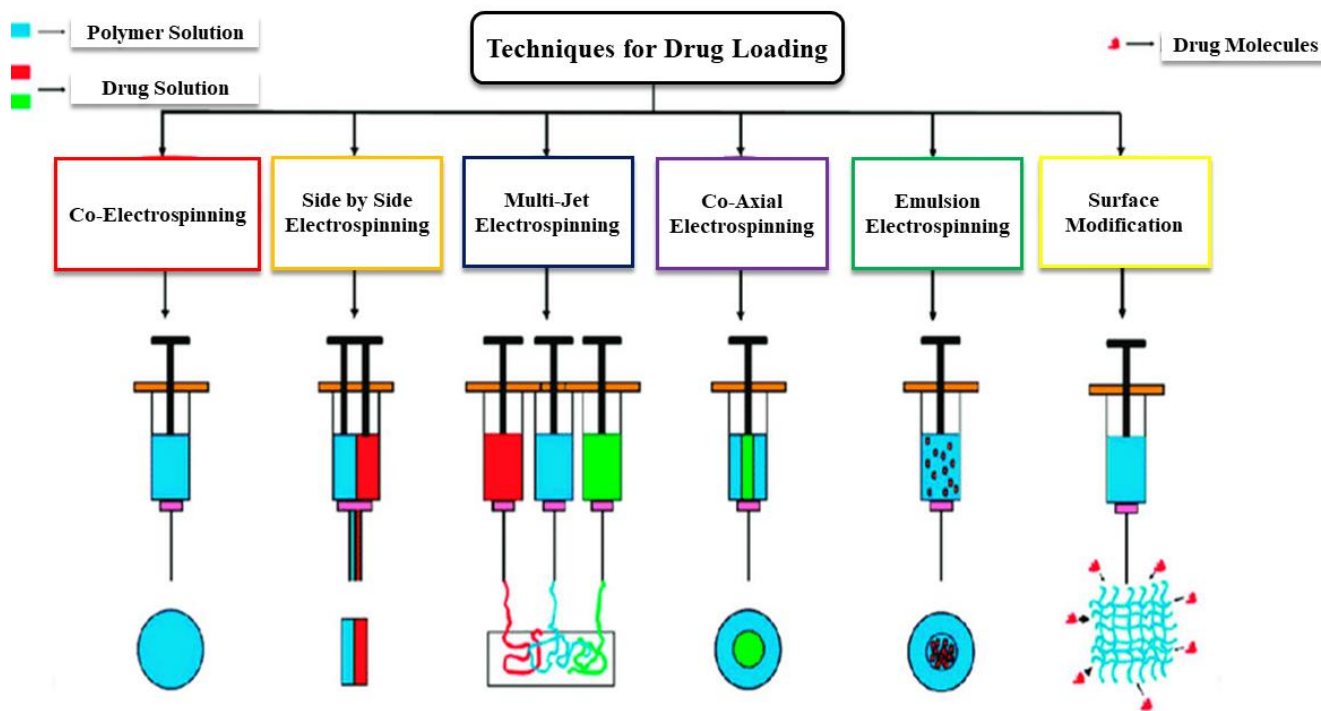 Polymer Solution
Drug Solution
Techniques for Drug Loading
Drug Molecules
Co-Electrospinning
Side by Side
Electrospinning
Multi-Jet
Electrospinning
Co-Axial
Electrospinning
Emulsion
Electrospinning
Surface
Modification